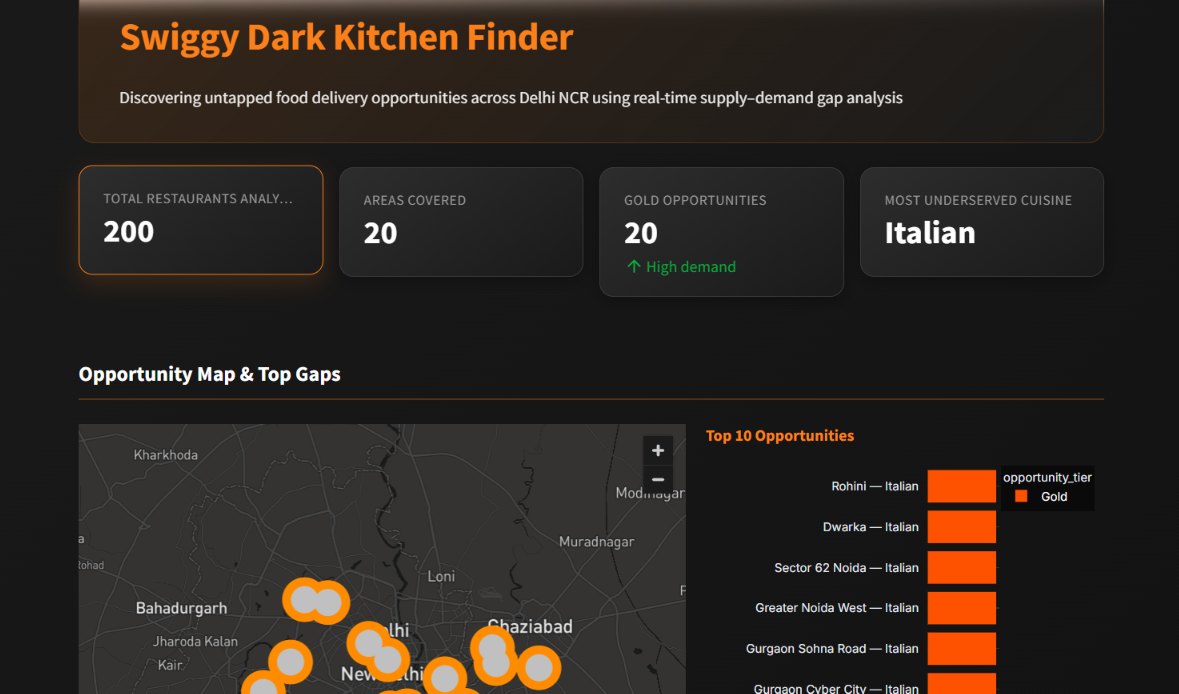 Swiggy Dark Kitchen Finder
Discovering untapped food delivery opportunities across Delhi NCR using real-time supply–demand gap analysis
TOTAL RESTAURANTS ANALY...
200
AREAS COVERED
20
GOLD OPPORTUNITIES
20
↑ High demand
MOST UNDERSERVED CUISINE
Italian
Opportunity Map & Top Gaps
+
−
Kharkhoda
Modinagar
Muradnagar
Loni
Bahadurgarh
Jharoda Kalan
Kair
Ghaziabad
Top 10 Opportunities
opportunity_tier
Gold
Rohini — Italian
Dwarka — Italian
Sector 62 Noida — Italian
Greater Noida West — Italian
Gurgaon Sohna Road — Italian
Gurgaon Cyber City — Italian